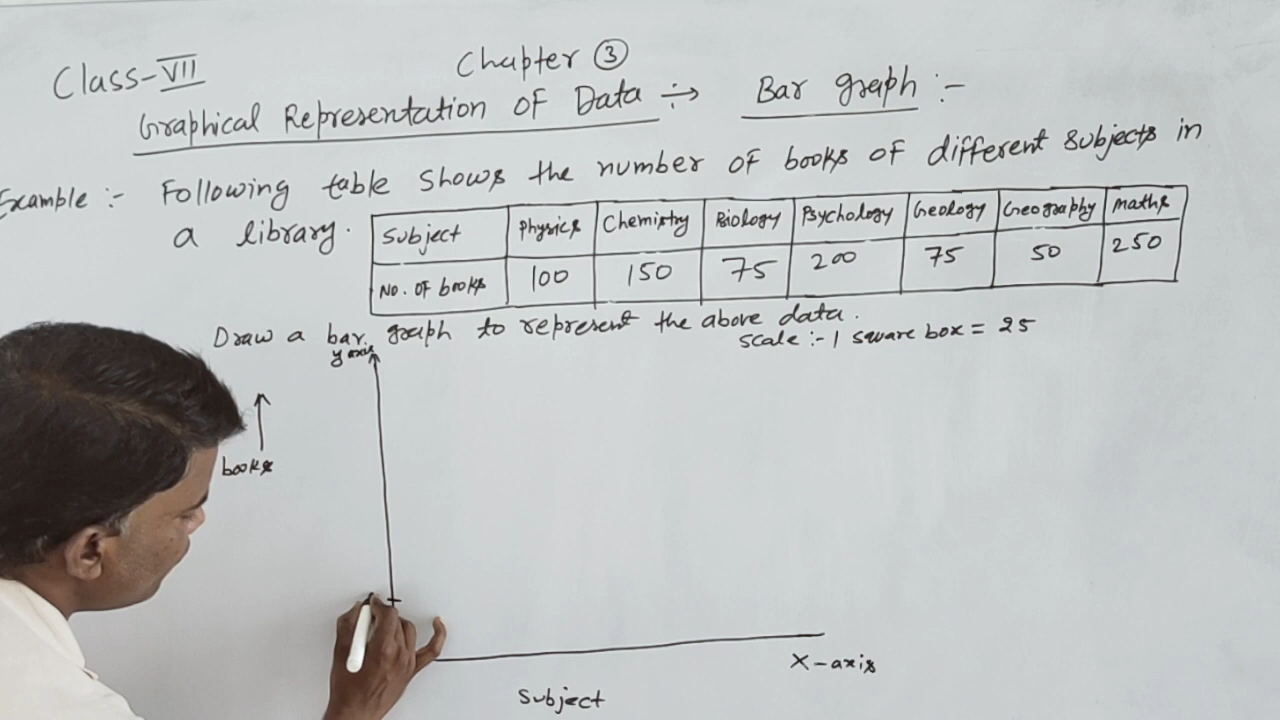 Class-VII
Chapter 3
Graphical Representation of Data ÷→ Bar graph :-
Example :- Following table shows the number of books of different subjects in
a library.
Subject Physics Chemistry Biology Psychology Geology Geography maths
No. of books 100 150 75 200 75 50 250
Draw a bar graph to represent the above data.
scale :- 1 square box = 25
y axis
books
X-axis
Subject